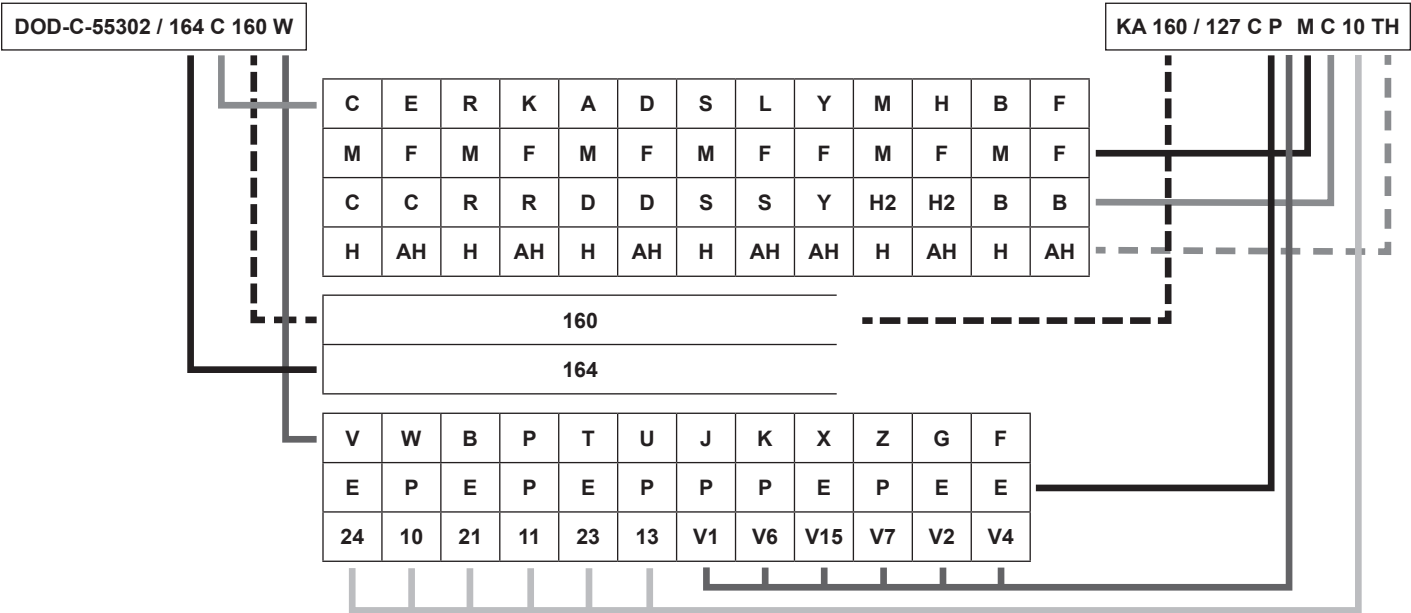 DOD-C-55302 / 164 C 160 W
KA 160 / 127 C P M C 10 TH
C E R K A D S L Y M H B F
M F M F M F M F F M F M F
C C R R D D S S Y H2 H2 B B
H AH H AH H AH H AH AH H AH H AH
160
164
V W B P T U J K X Z G F
E P E P E P P P E P E E
24 10 21 11 23 13 V1 V6 V15 V7 V2 V4